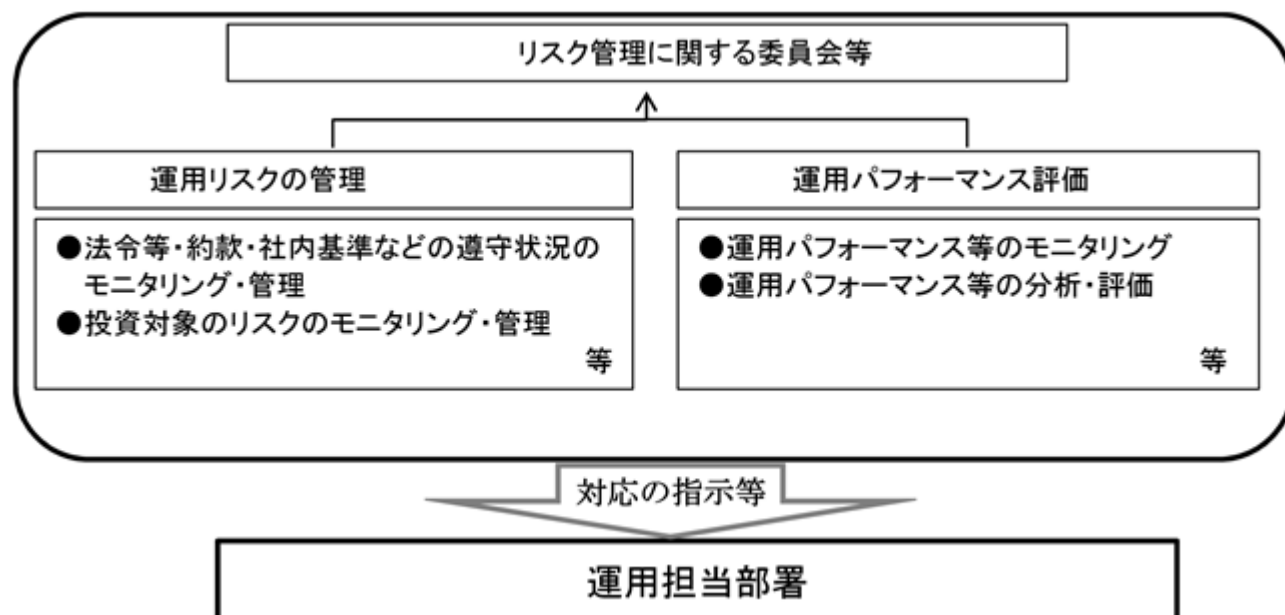 リスク管理に関する委員会等
運用リスクの管理
運用パフォーマンス評価
●法令等・約款・社内基準などの遵守状況の
モニタリング・管理
●投資対象のリスクのモニタリング・管理
等
●運用パフォーマンス等のモニタリング
●運用パフォーマンス等の分析・評価
等
対応の指示等
運用担当部署